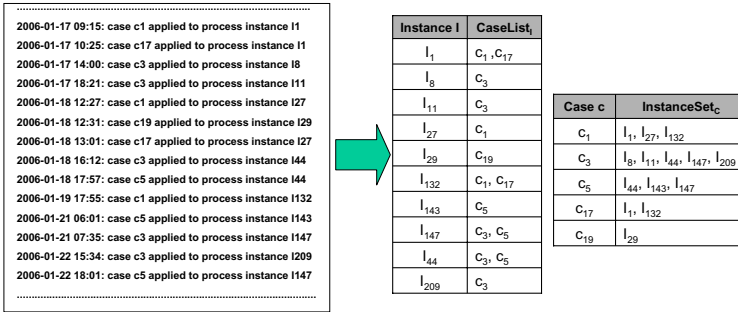 2006-01-17 09:15: case c1 applied to process instance I1
2006-01-17 10:25: case c17 applied to process instance I1
2006-01-17 14:00: case c3 applied to process instance I8
2006-01-17 18:21: case c3 applied to process instance I11
2006-01-18 12:27: case c1 applied to process instance I27
2006-01-18 12:31: case c19 applied to process instance I29
2006-01-18 13:01: case c17 applied to process instance I27
2006-01-18 16:12: case c3 applied to process instance I44
2006-01-18 17:57: case c5 applied to process instance I44
2006-01-19 17:55: case c1 applied to process instance I132
2006-01-21 06:01: case c5 applied to process instance I143
2006-01-21 07:35: case c3 applied to process instance I147
2006-01-22 15:34: case c3 applied to process instance I209
2006-01-22 18:01: case c5 applied to process instance I147
Instance I CaseListI
I1 c1 ,c17
I8 c3
I11 c3
I27 c1
I29 c19
I132 c1, c17
I143 c5
I147 c3, c5
I44 c3, c5
I209 c3
Case c InstanceSetC
c1 I1, I27, I132
c3 I8, I11, I44, I147, I209
c5 I44, I143, I147
c17 I1, I132
c19 I29